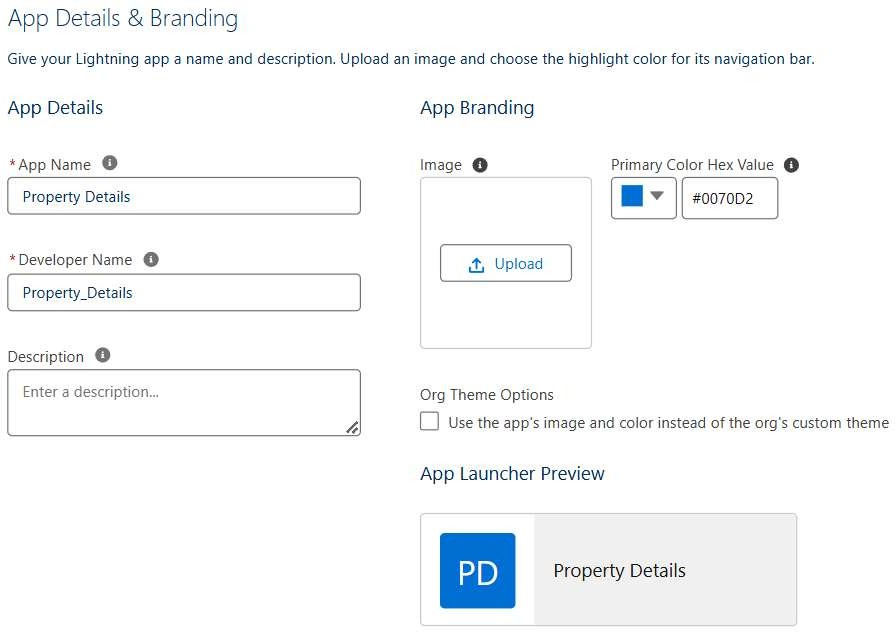 App Details & Branding
Give your Lightning app a name and description. Upload an image and choose the highlight color for its navigation bar.
App Details
*App Name
Property Details
*Developer Name
Property_Details
Description
Enter a description...
App Branding
Image
Upload
Primary Color Hex Value
#0070D2
Org Theme Options
Use the app's image and color instead of the org's custom theme
App Launcher Preview
PD
Property Details